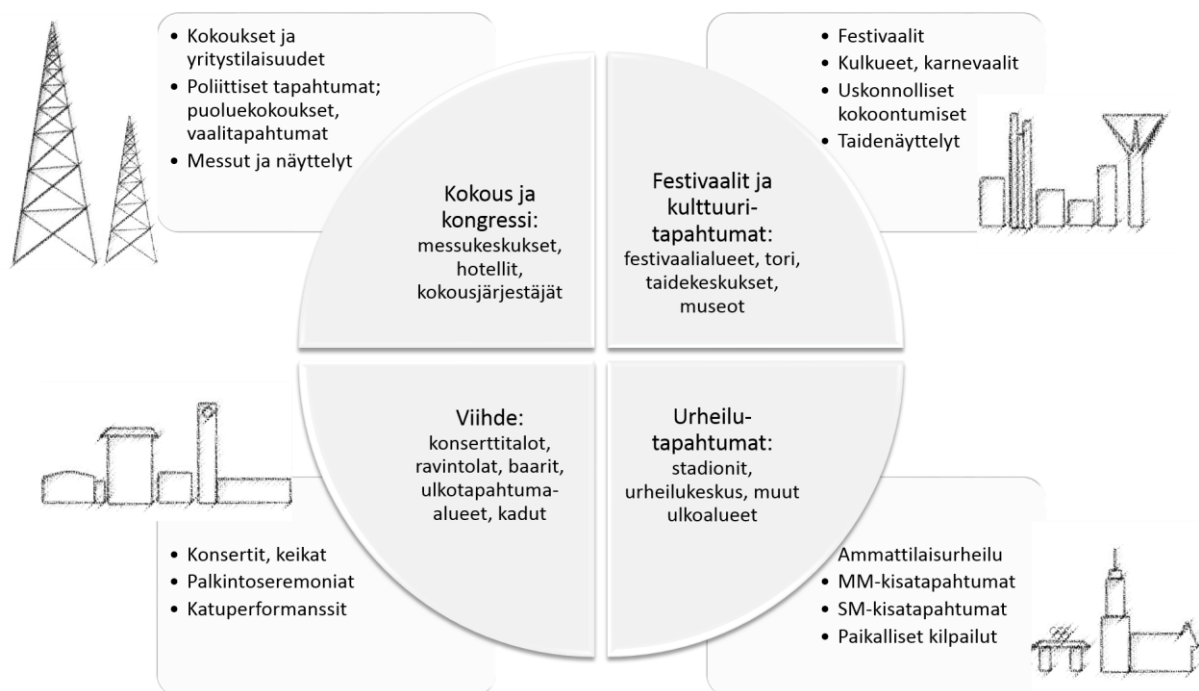 • Kokoukset ja
yritystilaisuudet
• Poliittiset tapahtumat;
puoluekokoukset,
vaalitapahtumat
• Messut ja näyttelyt
• Festivaalit
• Kulkueet, karnevaalit
• Uskonnolliset
kokoontumiset
• Taidenäyttelyt
Kokous ja
kongressi:
messukeskukset,
hotellit,
kokousjärjestäjät
Festivaalit ja
kulttuuri-
tapahtumat:
festivaalialueet, tori,
taidekeskukset,
museot
Viihde:
konserttitalot,
ravintolat, baarit,
ulkotapahtuma-
alueet, kadut
Urheilu-
tapahtumat:
stadionit,
urheilukeskus, muut
ulkoalueet
• Konsertit, keikat
• Palkintoseremoniat
• Katuperformanssit
Ammattilaisurheilu
• MM-kisatapahtumat
• SM-kisatapahtumat
• Paikalliset kilpailut